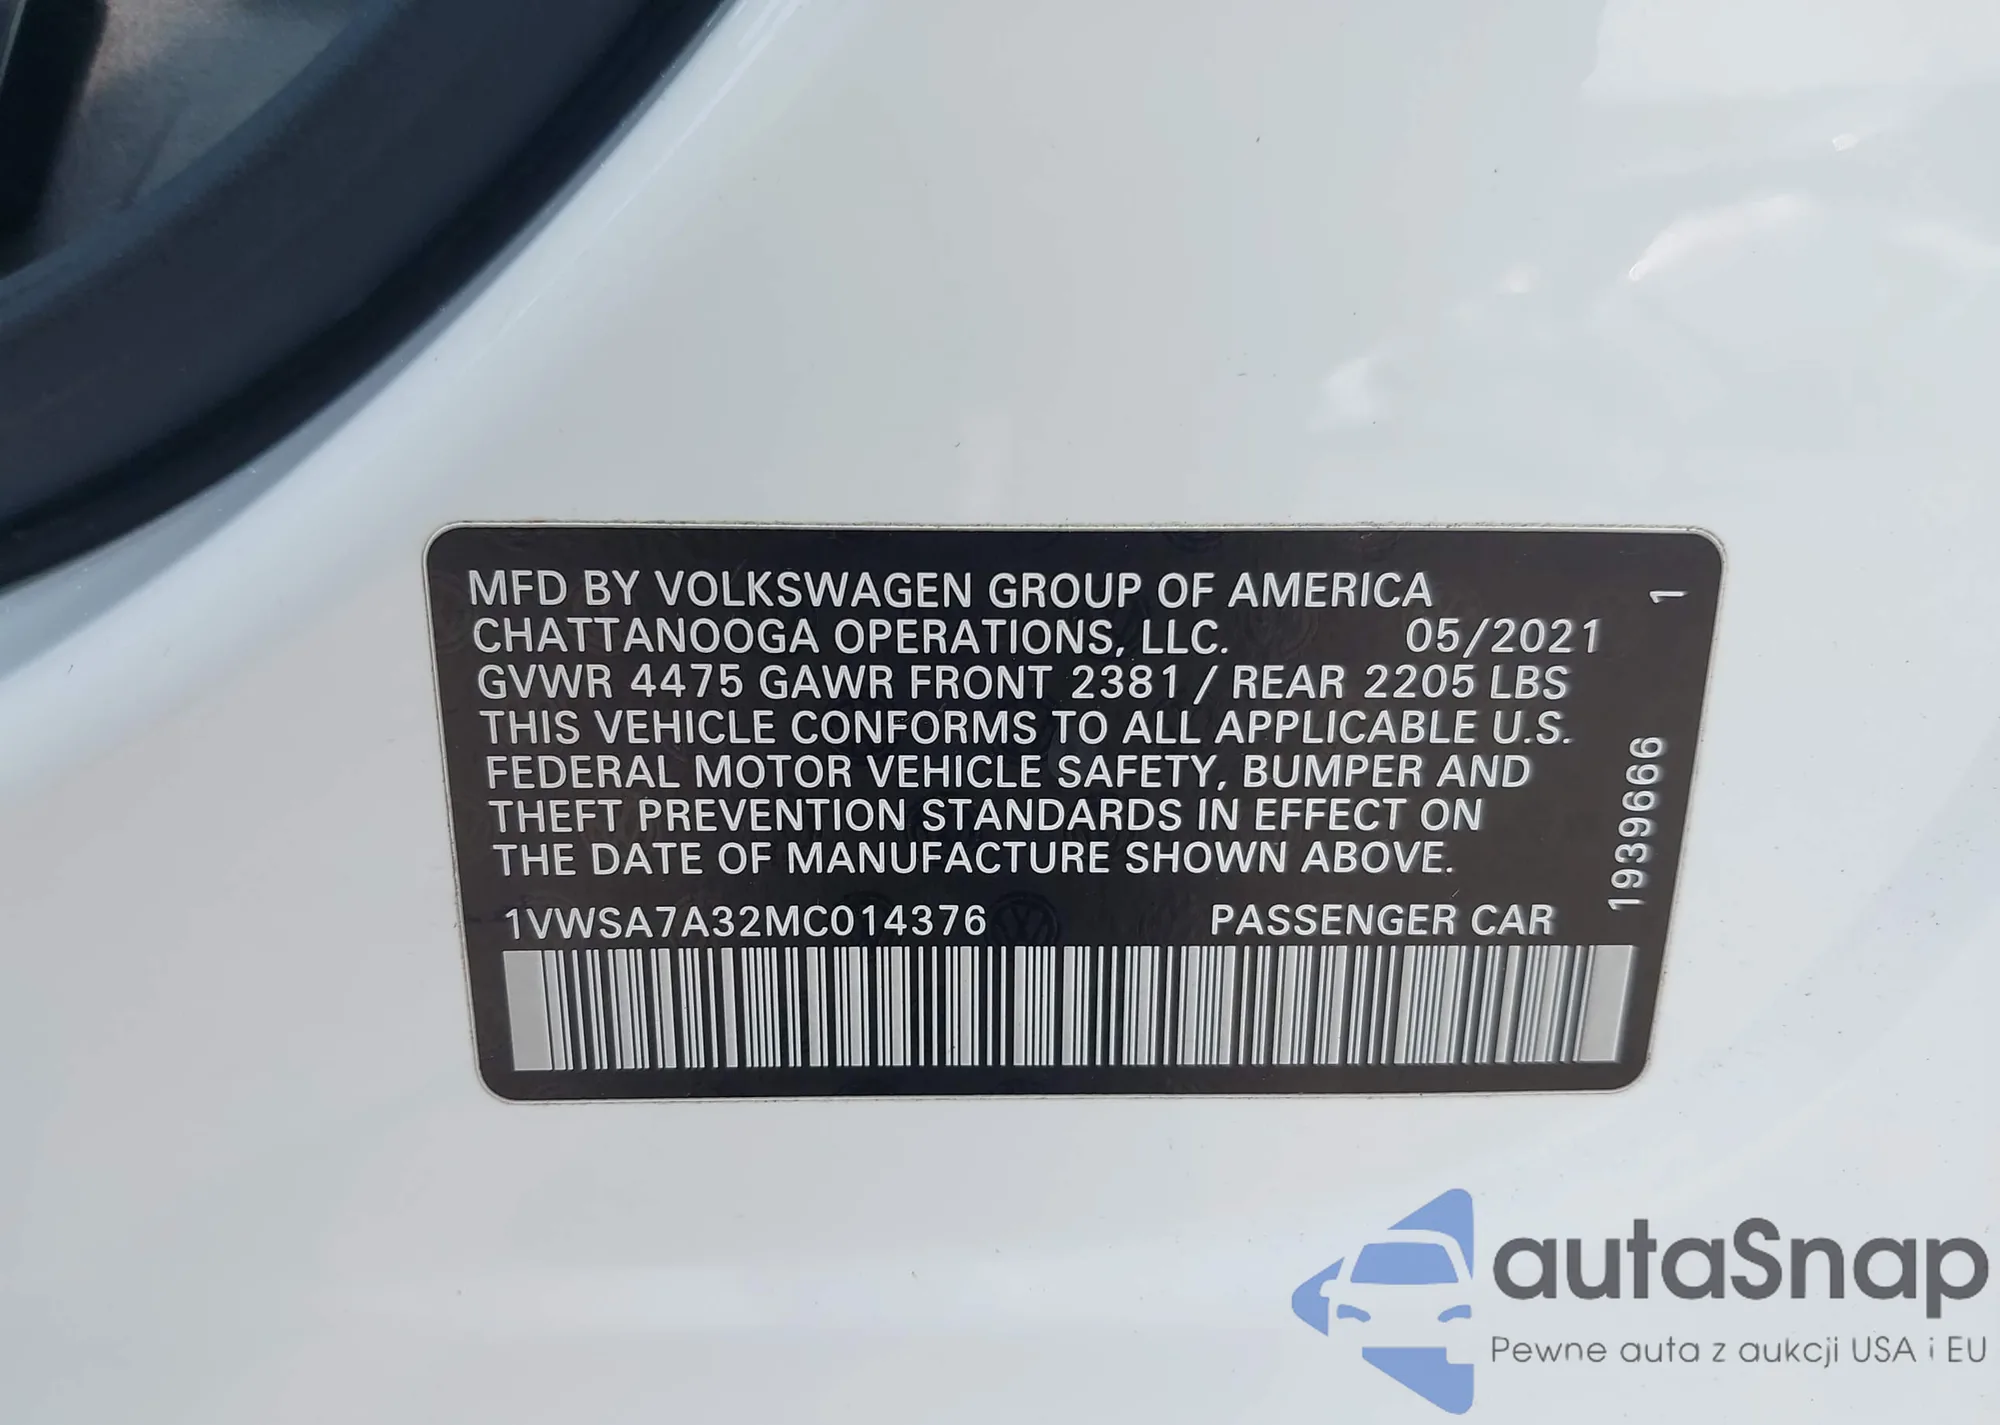 MFD BY VOLKSWAGEN GROUP OF AMERICA
CHATTANOOGA OPERATIONS, LLC. 05/2021
GVWR 4475 GAWR FRONT 2381 / REAR 2205 LBS
THIS VEHICLE CONFORMS TO ALL APPLICABLE U.S.
FEDERAL MOTOR VEHICLE SAFETY, BUMPER AND
THEFT PREVENTION STANDARDS IN EFFECT ON
THE DATE OF MANUFACTURE SHOWN ABOVE.
1VWSA7A32MC014376 PASSENGER CAR
1939666 1
autaSnap
Pewne auta z aukcji USA i EU